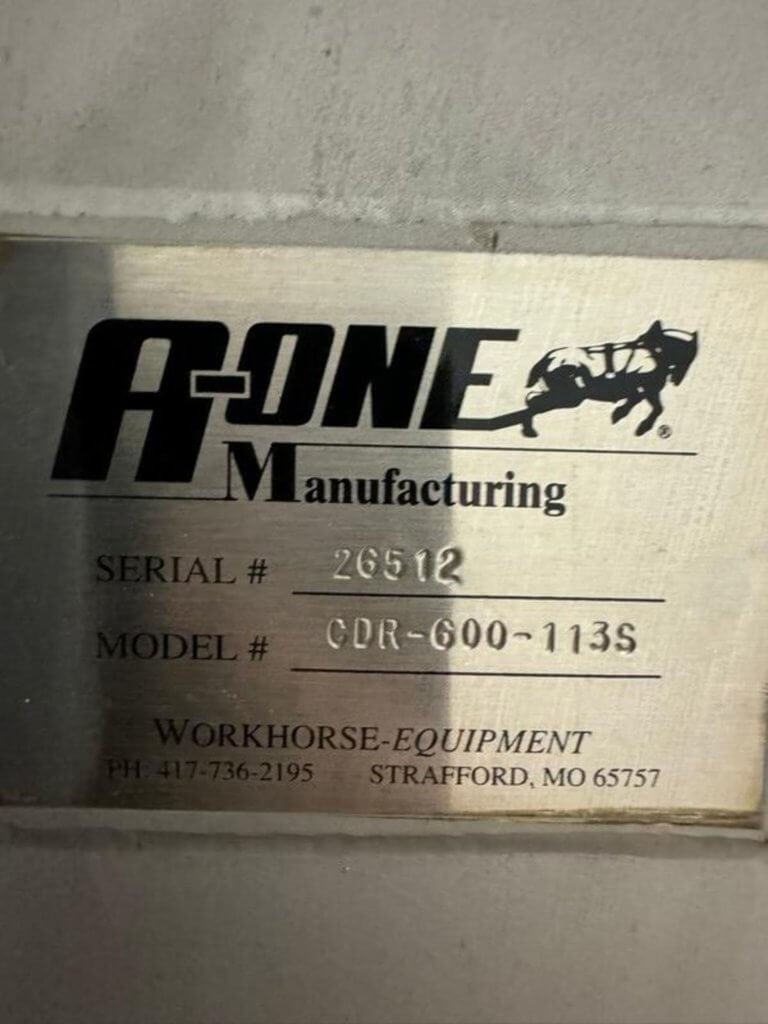 A-ONE
®
Manufacturing
SERIAL # 26512
MODEL # CDR-600-113S
WORKHORSE-EQUIPMENT
PH: 417-736-2195 STRAFFORD, MO 65757